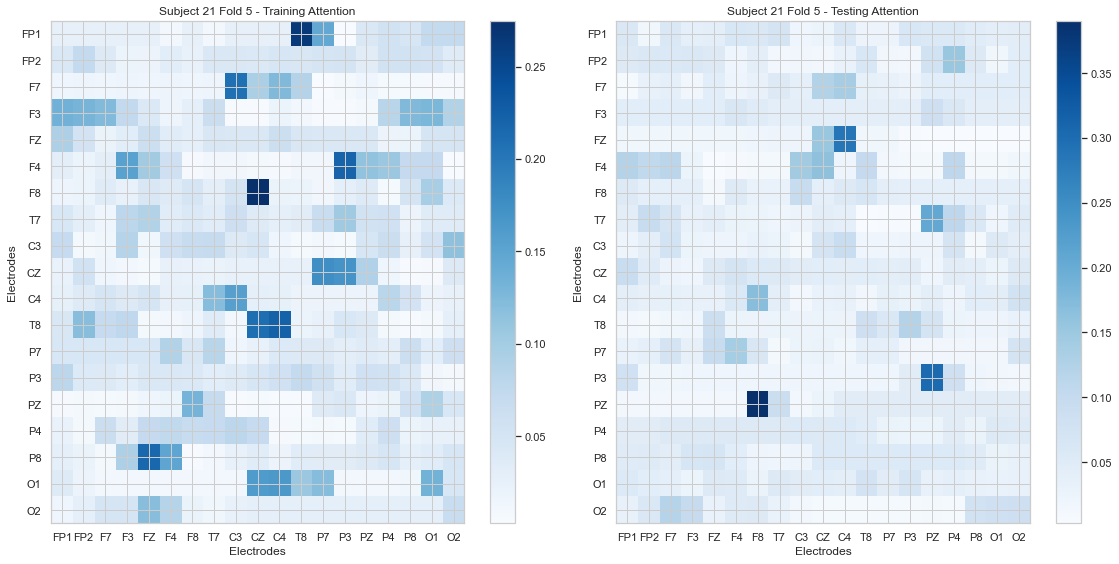 Subject 21 Fold 5 - Training Attention
FP1
FP2
F7
F3
FZ
F4
F8
T7
C3
CZ
C4
T8
P7
P3
PZ
P4
P8
O1
O2
Electrodes
FP1 FP2 F7 F3 FZ F4 F8 T7 C3 CZ C4 T8 P7 P3 PZ P4 P8 O1 O2
Electrodes
0.25
0.20
0.15
0.10
0.05
Subject 21 Fold 5 - Testing Attention
FP1
FP2
F7
F3
FZ
F4
F8
T7
C3
CZ
C4
T8
P7
P3
PZ
P4
P8
O1
O2
Electrodes
FP1 FP2 F7 F3 FZ F4 F8 T7 C3 CZ C4 T8 P7 P3 PZ P4 P8 O1 O2
Electrodes
0.35
0.30
0.25
0.20
0.15
0.10
0.05